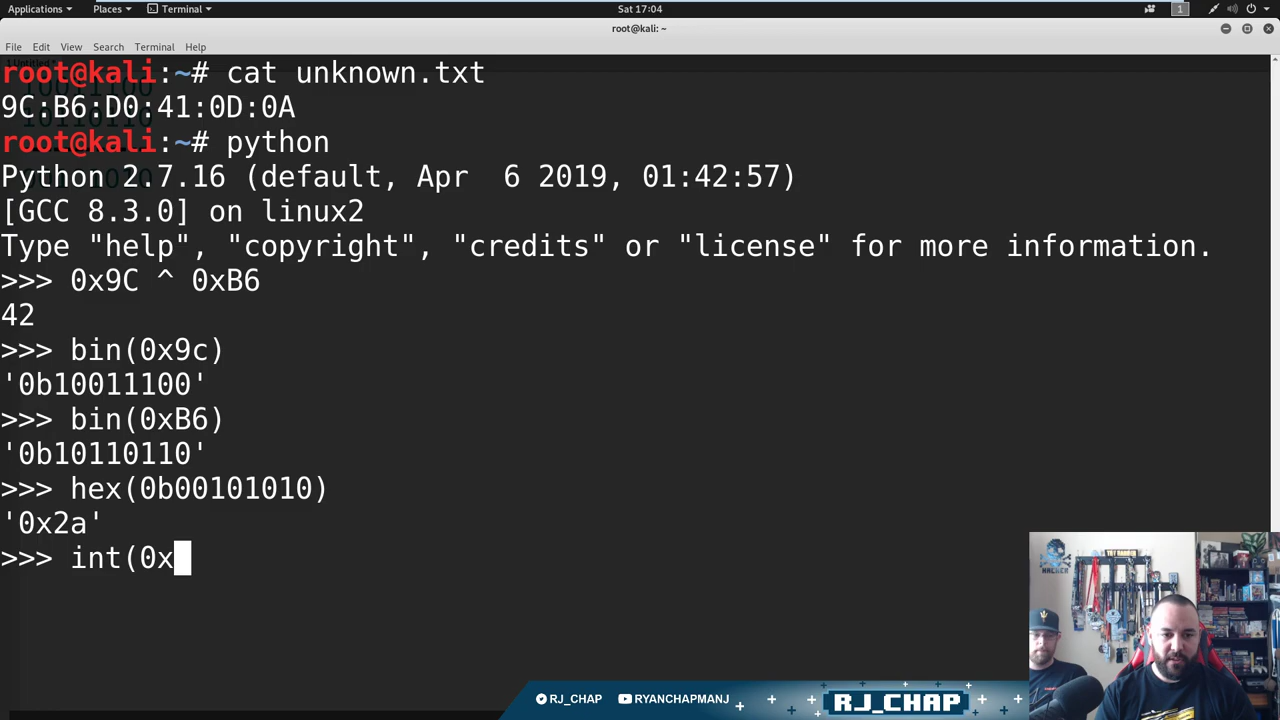 Applications Places Terminal Sat 17:04 1
root@kali: ~
File Edit View Search Terminal Help
root@kali:~# cat unknown.txt
9C:B6:D0:41:0D:0A
root@kali:~# python
Python 2.7.16 (default, Apr  6 2019, 01:42:57)
[GCC 8.3.0] on linux2
Type "help", "copyright", "credits" or "license" for more information.
>>> 0x9C ^ 0xB6
42
>>> bin(0x9c)
'0b10011100'
>>> bin(0xB6)
'0b10110110'
>>> hex(0b00101010)
'0x2a'
>>> int(0x
RJ_CHAP RYANCHAPMANJ RJ_CHAP